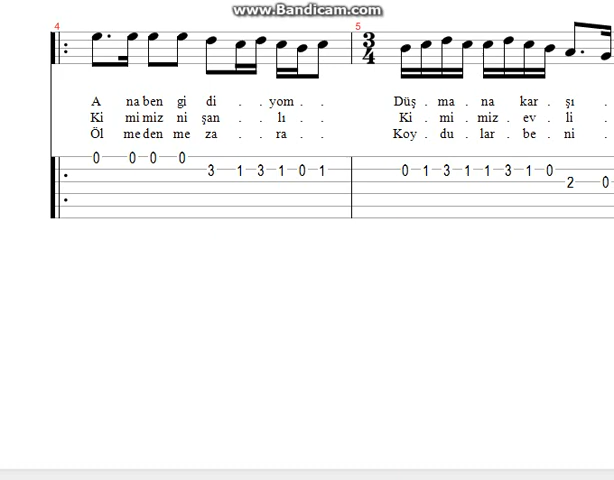 www.Bandicam.com
4 5
3
4
A na ben gi di . . yom . . Düş . ma . na kar . şı .
Ki mi miz ni şan . . lı . . Ki . mi . miz . ev . li .
Öl me den me za . . ra . . Koy . du . lar . be . ni .
0 0 0 0 3 1 3 1 0 1 0 1 3 1 1 3 1 0 2 0